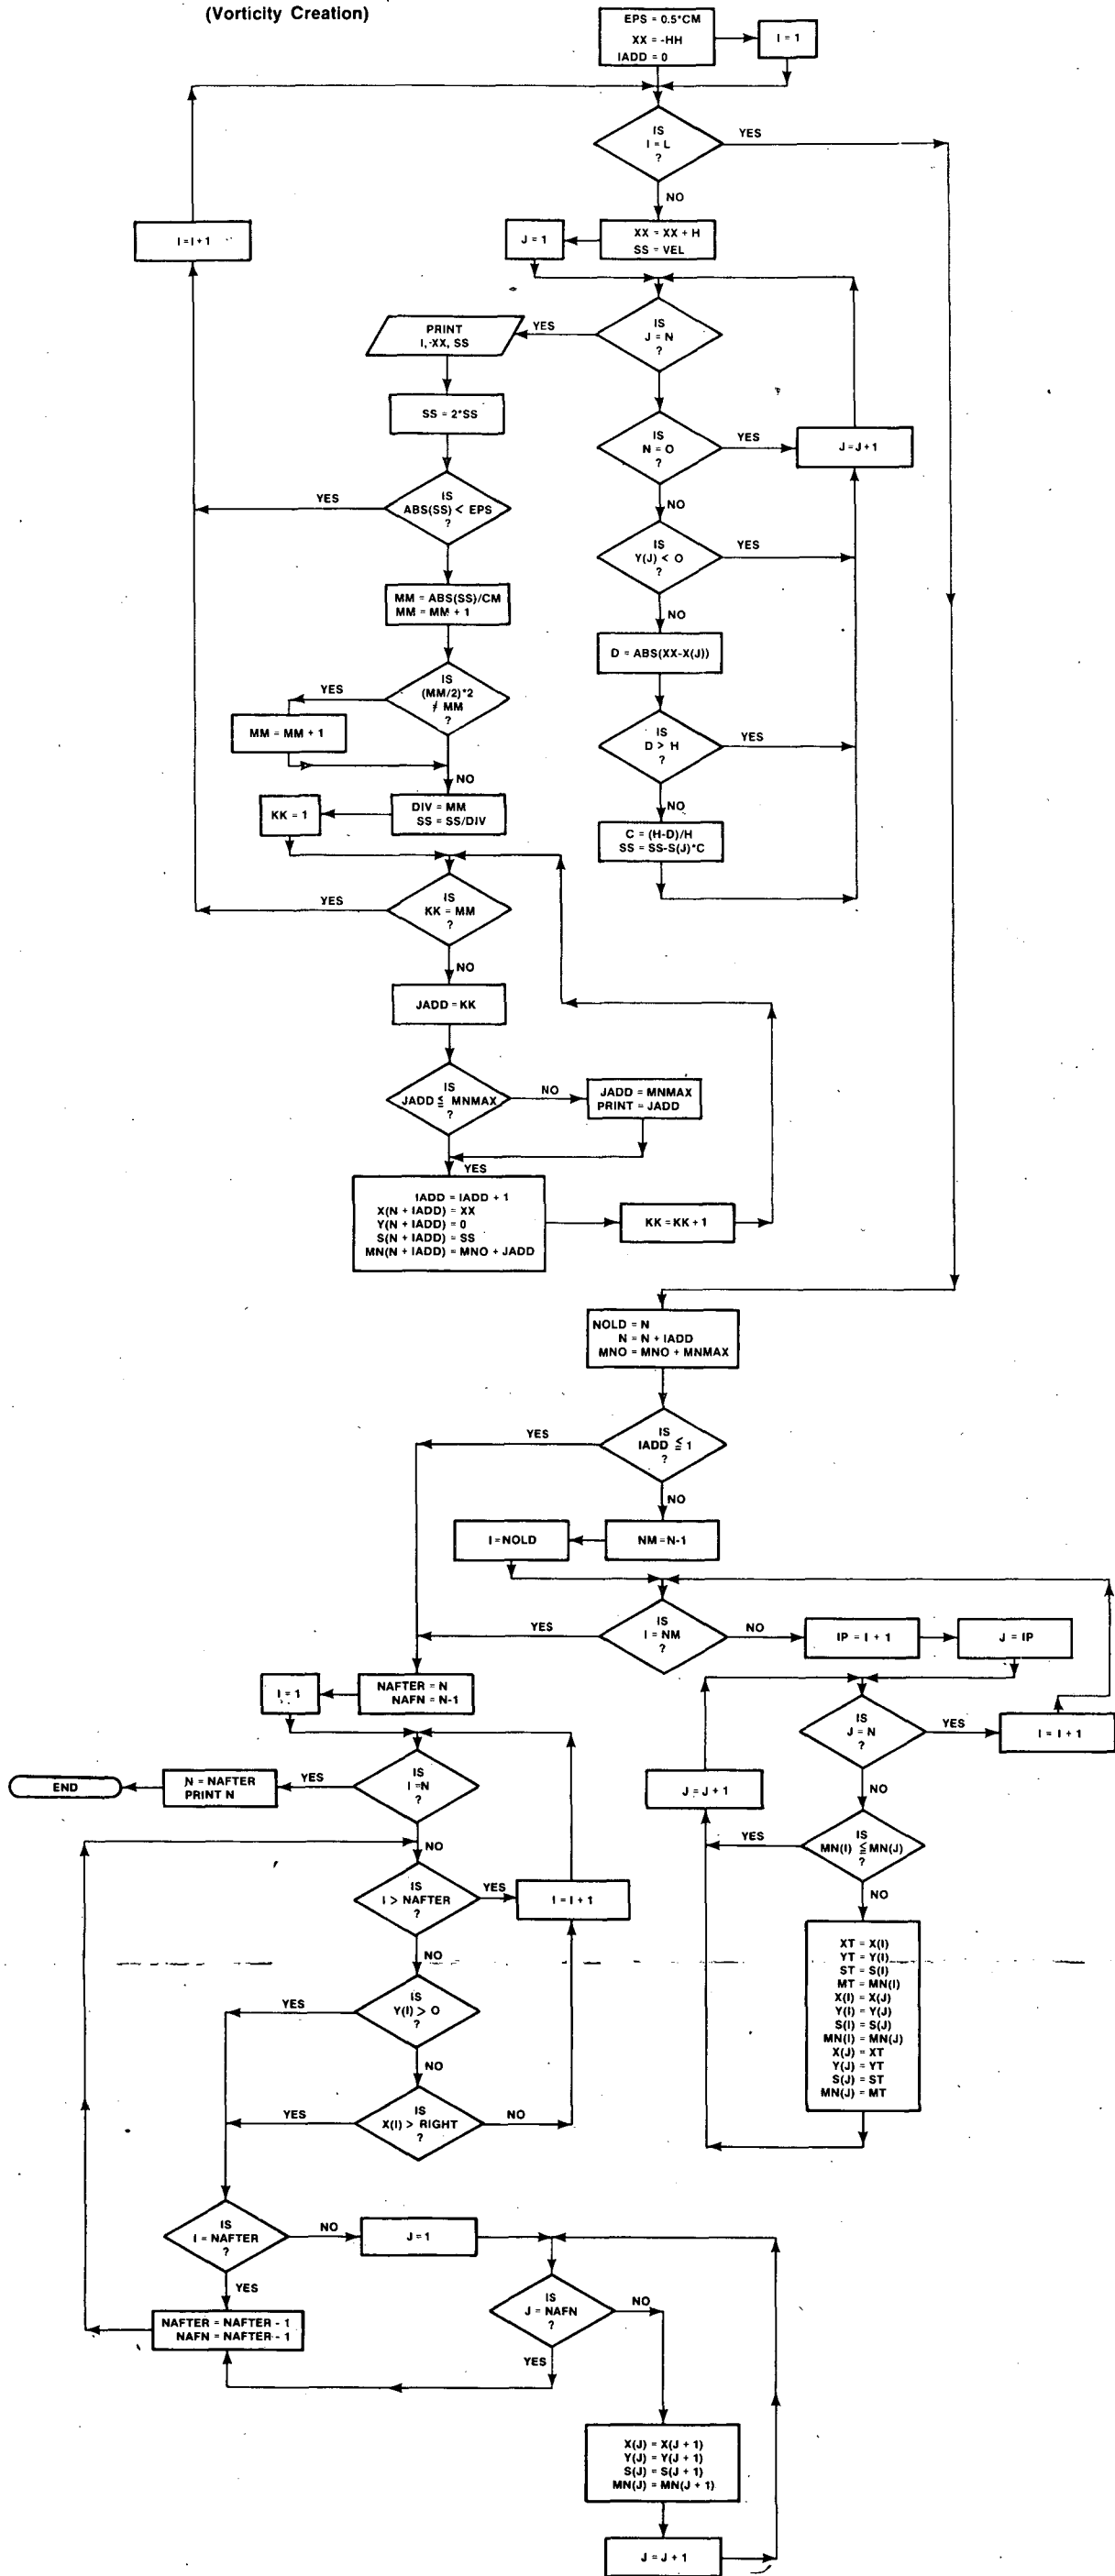 (Vorticity Creation)
EPS = 0.5*CM
XX = -HH
IADD = 0
I = 1
IS
I = L
?
YES
NO
I = I + 1
J = 1
XX = XX + H
SS = VEL
PRINT
I,-XX, SS
YES
IS
J = N
?
SS = 2*SS
IS
N = O
?
YES
J = J + 1
NO
YES
IS
ABS(SS) < EPS
?
IS
Y(J) < O
?
YES
NO
MM = ABS(SS)/CM
MM = MM + 1
D = ABS(XX-X(J))
YES
IS
(MM/2)*2
≠ MM
?
MM = MM + 1
NO
IS
D > H
?
YES
NO
KK = 1
DIV = MM
SS = SS/DIV
C = (H-D)/H
SS = SS-S(J)*C
YES
IS
KK = MM
?
NO
JADD = KK
IS
JADD ≦ MNMAX
?
NO
JADD = MNMAX
PRINT = JADD
YES
IADD = IADD + 1
X(N + IADD) = XX
Y(N + IADD) = 0
S(N + IADD) = SS
MN(N + IADD) = MNO + JADD
KK = KK + 1
NOLD = N
N = N + IADD
MNO = MNO + MNMAX
YES
IS
IADD ≦ 1
?
NO
I = NOLD
NM = N-1
YES
IS
I = NM
?
NO
IP = I + 1
J = IP
I = 1
NAFTER = N
NAFN = N-1
IS
J = N
?
YES
I = I + 1
END
N = NAFTER
PRINT N
YES
IS
I =N
?
J = J + 1
NO
NO
YES
IS
MN(I) ≦ MN(J)
?
NO
IS
I > NAFTER
?
YES
I = I + 1
NO
XT = X(I)
YT = Y(I)
ST = S(I)
MT = MN(I)
X(I) = X(J)
Y(I) = Y(J)
S(I) = S(J)
MN(I) = MN(J)
X(J) = XT
Y(J) = YT
S(J) = ST
MN(J) = MT
YES
IS
Y(I) > O
?
NO
YES
IS
X(I) > RIGHT
?
NO
IS
I = NAFTER
?
NO
J = 1
YES
IS
J = NAFN
?
NO
YES
NAFTER = NAFTER - 1
NAFN = NAFTER - 1
X(J) = X(J + 1)
Y(J) = Y(J + 1)
S(J) = S(J + 1)
MN(J) = MN(J + 1)
J = J + 1